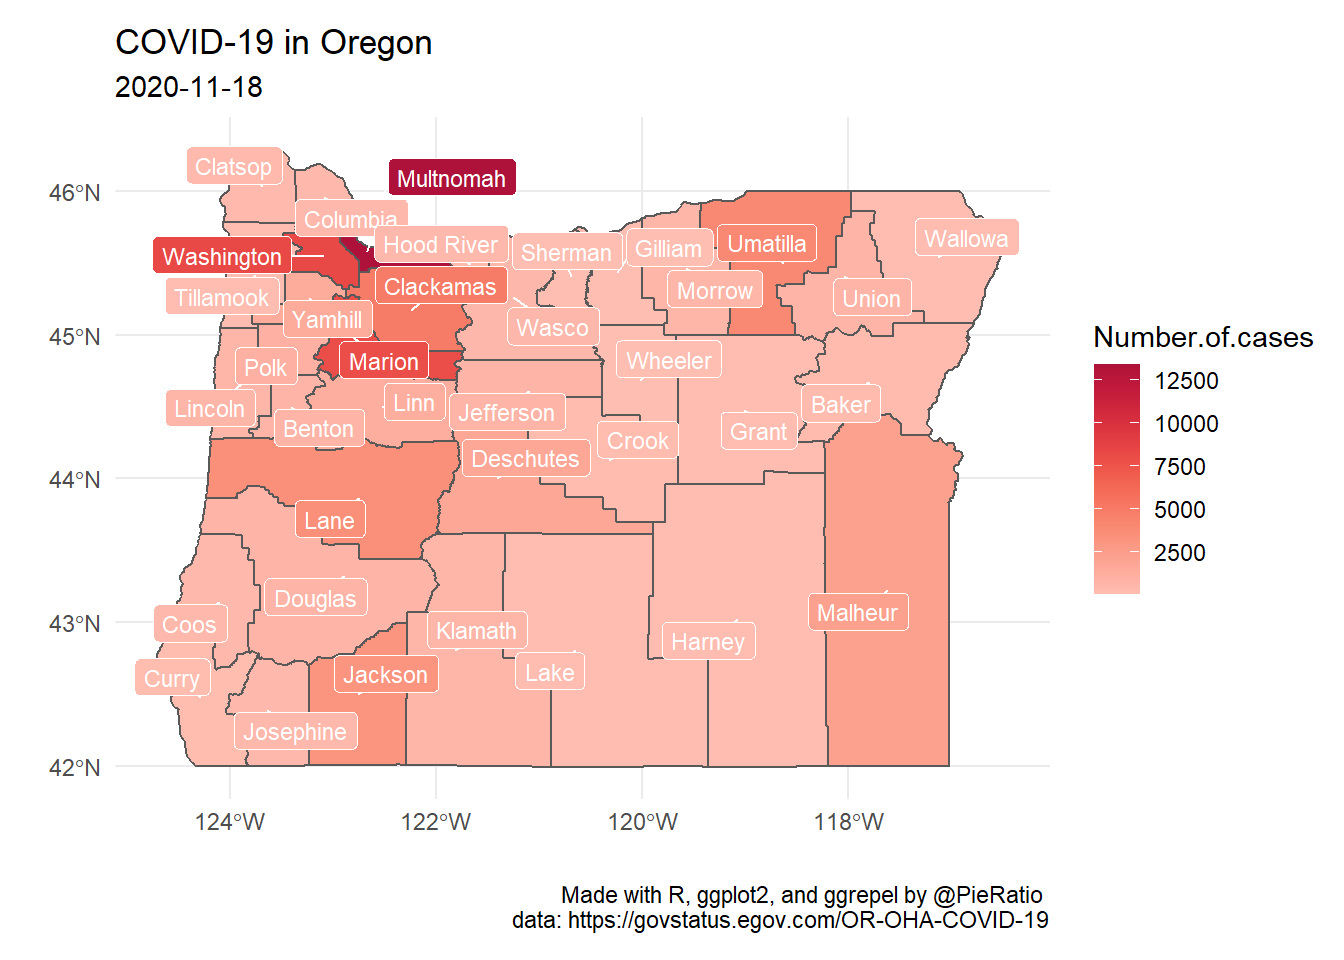 COVID-19 in Oregon
2020-11-18
Clatsop
Multnomah
46°N
Columbia
Hood River
Sherman
Gilliam
Umatilla
Wallowa
Washington
Tillamook
Clackamas
Morrow
Union
Yamhill
Wasco
45°N
Marion
Wheeler
Polk
Lincoln
Linn
Jefferson
Baker
Benton
Crook
Grant
Deschutes
44°N
Lane
Douglas
Malheur
43°N
Coos
Klamath
Harney
Curry
Jackson
Lake
Josephine
42°N
124°W
122°W
120°W
118°W
Number.of.cases
12500
10000
7500
5000
2500
Made with R, ggplot2, and ggrepel by @PieRatio
data: https://govstatus.egov.com/OR-OHA-COVID-19